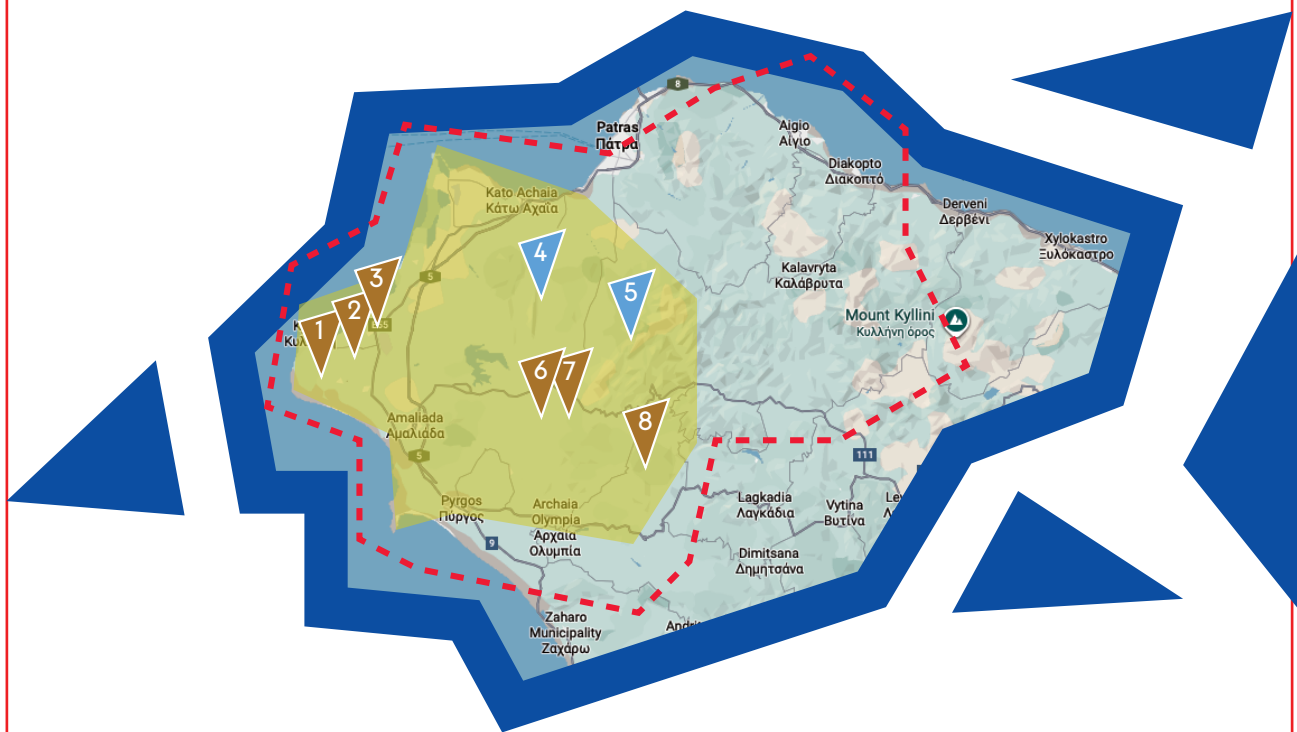 8
Patras
Πάτρα
Aigio
Αίγιο
Diakopto
Διακοπτό
Kato Achaia
Κάτω Αχαΐα
Derveni
Δερβένι
Xylokastro
Ξυλόκαστρο
4
5
3
5
Kalavryta
Καλάβρυτα
2
1
Mount Kyllini
Κυλλήνη όρος
6
7
Amaliada
Αμαλιάδα
8
5
111
Pyrgos
Πύργος
Archaia
Olympia
Αρχαία
Ολυμπία
Lagkadia
Λαγκάδια
Vytina
Βυτίνα
9
Dimitsana
Δημητσάνα
Zaharo
Municipality
Ζαχάρω